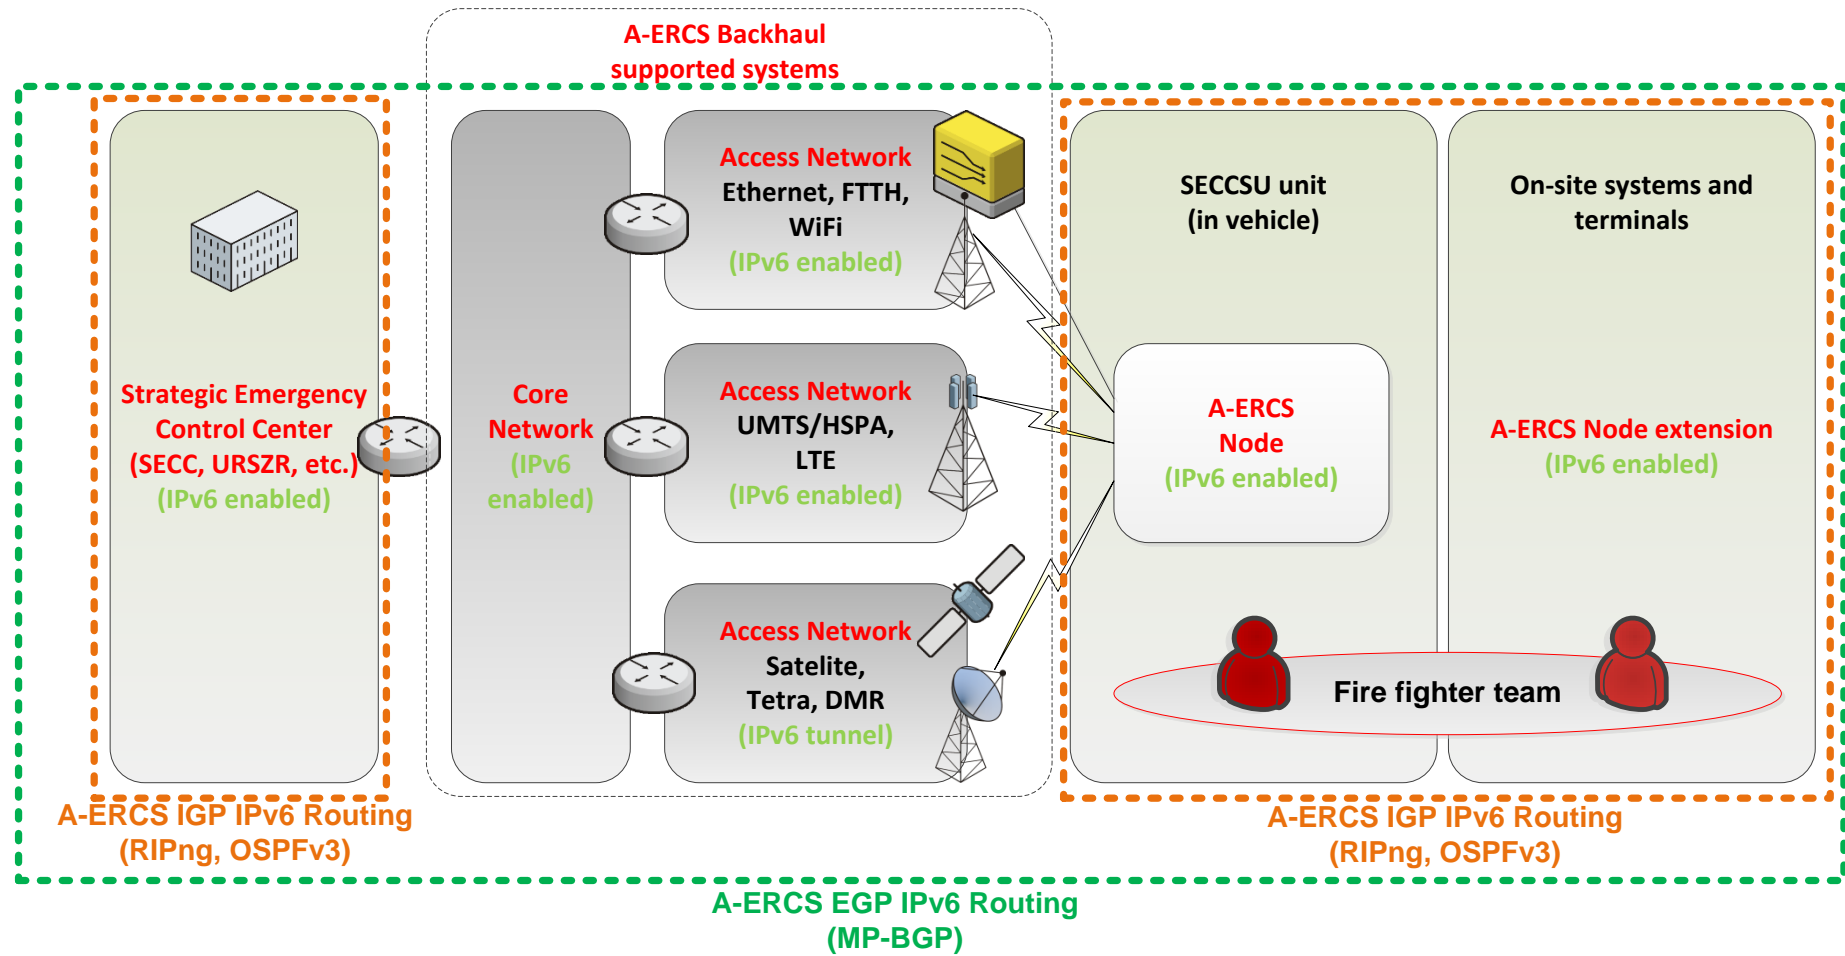 A-ERCS Backhaul
supported systems
Strategic Emergency
Control Center
(SECC, URSZR, etc.)
(IPv6 enabled)
Core
Network
(IPv6
enabled)
Access Network
Ethernet, FTTH,
WiFi
(IPv6 enabled)
Access Network
UMTS/HSPA,
LTE
(IPv6 enabled)
Access Network
Satelite,
Tetra, DMR
(IPv6 tunnel)
SECCSU unit
(in vehicle)
A-ERCS
Node
(IPv6 enabled)
On-site systems and
terminals
A-ERCS Node extension
(IPv6 enabled)
Fire fighter team
A-ERCS IGP IPv6 Routing
(RIPng, OSPFv3)
A-ERCS IGP IPv6 Routing
(RIPng, OSPFv3)
A-ERCS EGP IPv6 Routing
(MP-BGP)